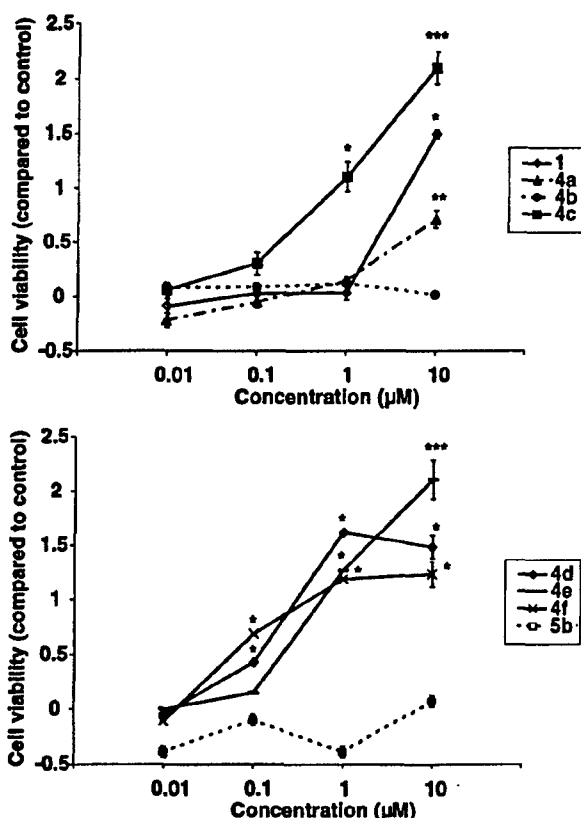 Cell viability (compared to control)
2.5
2
1.5
1
0.5
0
-0.5
***
*
*
**
0.01 0.1 1 10
Concentration (µM)
1
4a
4b
4c
Cell viability (compared to control)
2.5
2
1.5
1
0.5
0
-0.5
***
*
*
*
*
*
*
*
0.01 0.1 1 10
Concentration (µM)
4d
4e
4f
5b